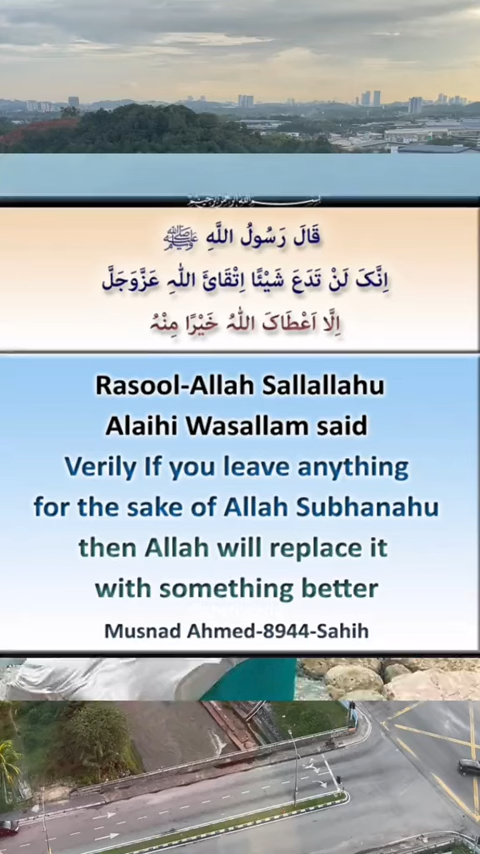 قَالَ رَسُولُ اللَّهِ ﷺ
اِنَّکَ لَنْ تَدَعَ شَیْئًا اِتْقَائَ اللّٰہِ عَزَّوَجَلَّ
اِلَّا اَعْطَاکَ اللّٰہُ خَیْرًا مِنْہُ
Rasool-Allah Sallallahu
Alaihi Wasallam said
Verily If you leave anything
for the sake of Allah Subhanahu
then Allah will replace it
with something better
Musnad Ahmed-8944-Sahih